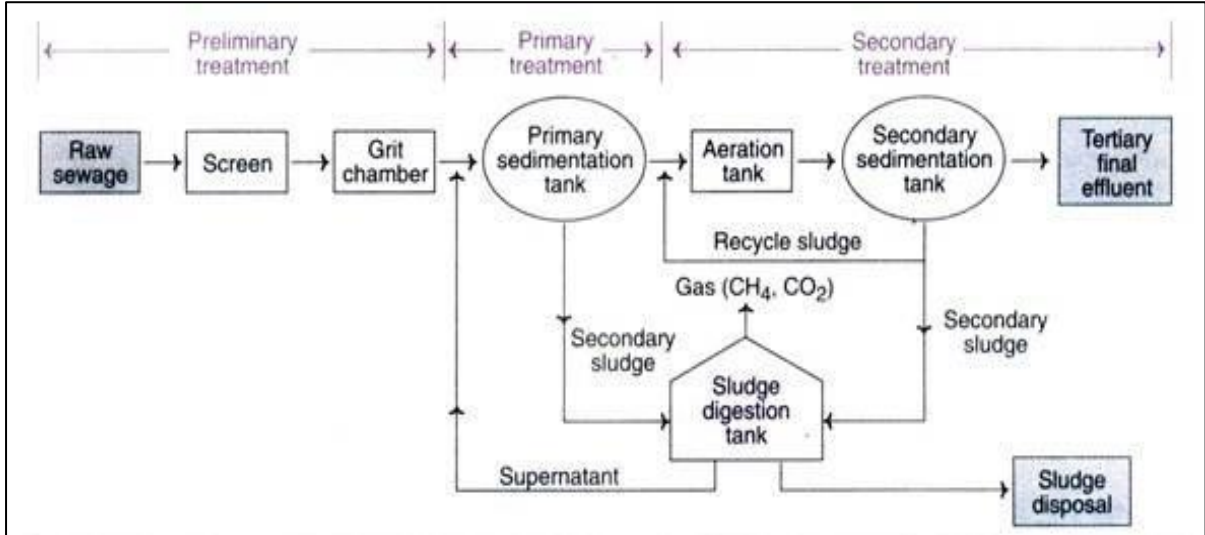 Preliminary
treatment
Primary
treatment
Secondary
treatment
Raw
sewage
Screen
Grit
chamber
Primary
sedimentation
tank
Aeration
tank
Secondary
sedimentation
tank
Tertiary
final
effluent
Recycle sludge
Gas (CH₄, CO₂)
Secondary
sludge
Secondary
sludge
Sludge
digestion
tank
Supernatant
Sludge
disposal